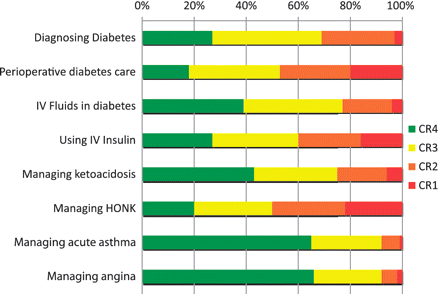 0% 20% 40% 60% 80% 100%
Diagnosing Diabetes
Perioperative diabetes care
IV Fluids in diabetes
Using IV Insulin
Managing ketoacidosis
Managing HONK
Managing acute asthma
Managing angina
CR4
CR3
CR2
CR1